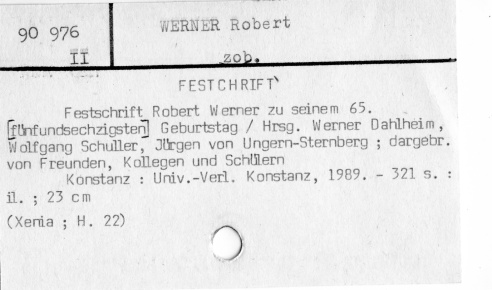 90 976
II
WERNER Robert
zob.
FESTCHRIFT
Festschrift Robert Werner zu seinem 65.
[fünfundsechzigsten] Geburtstag / Hrsg. Werner Dahlheim,
Wolfgang Schuller, Jürgen von Ungern-Sternberg ; dargebr.
von Freunden, Kollegen und Schülern
Konstanz : Univ.-Verl. Konstanz, 1989. - 321 s. :
il. ; 23 cm
(Xenia ; H. 22)